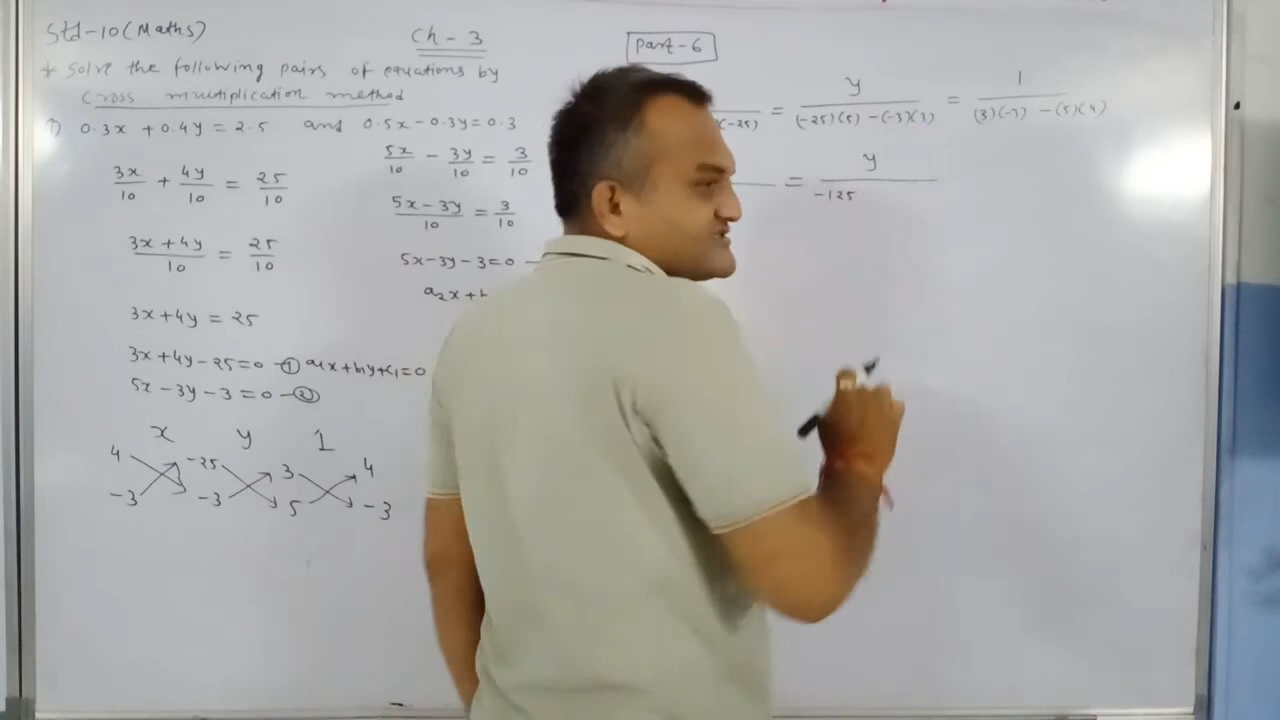 Std-10 (Maths)
Ch - 3
Part-6
* Solve the following pairs of equations by
cross multiplication method
1) 0.3x + 0.4y = 2.5 and 0.5x - 0.3y = 0.3
3x/10 + 4y/10 = 25/10
3x + 4y/10 = 25/10
3x + 4y = 25
3x + 4y - 25 = 0 - ① a1x + b1y + c1 = 0
5x - 3y - 3 = 0 - ②
x y 1
4 -25 3 4
-3 -3 5 -3
5x/10 - 3y/10 = 3/10
5x - 3y/10 = 3/10
5x - 3y - 3 = 0 -
a2x +
(-25) = y/(-25)(5) - (-3)(3) = 1/(3)(-3) - (5)(4)
= y/-125